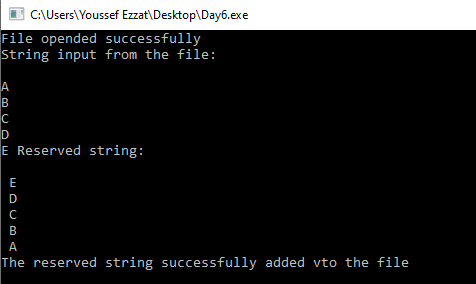 C:\Users\Youssef Ezzat\Desktop\Day6.exe
File opended successfully
String input from the file:
A
B
C
D
E Reserved string:
E
D
C
B
A
The reserved string successfully added vto the file